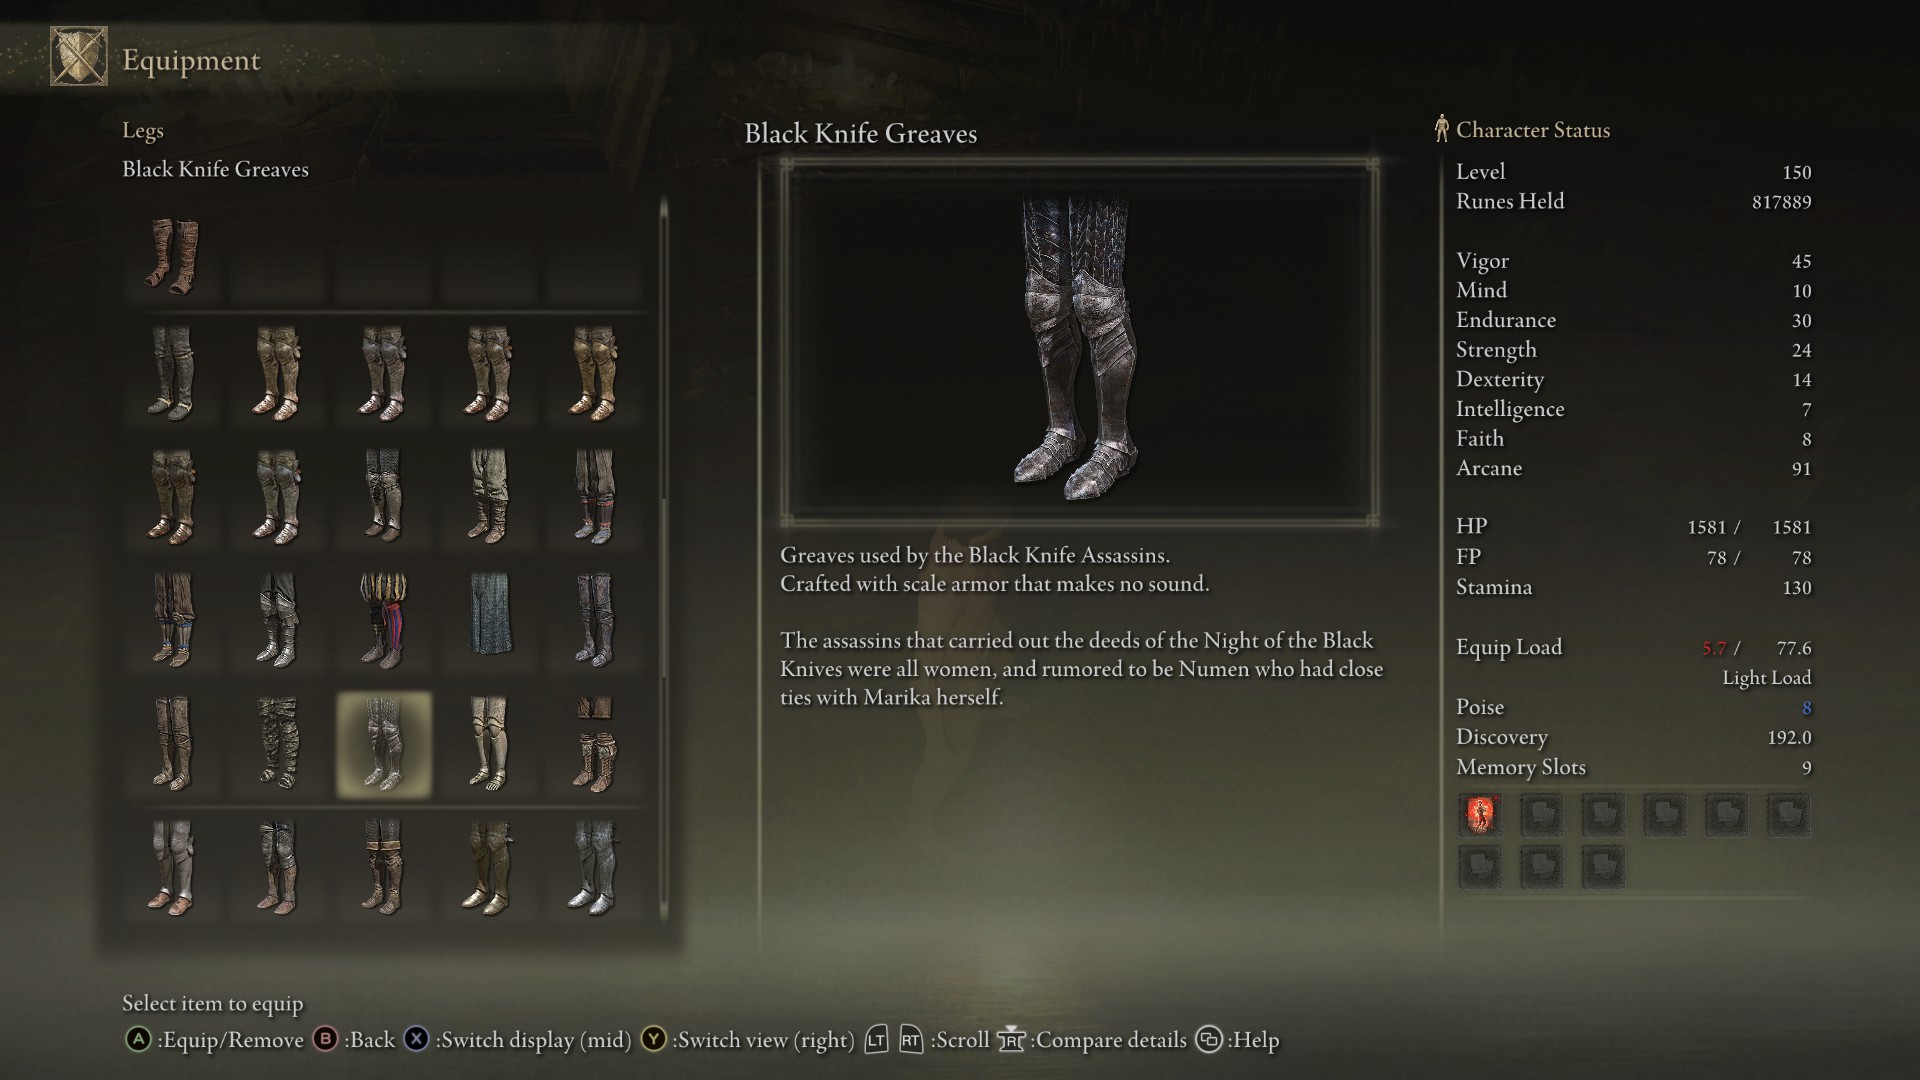 Equipment
Legs
Black Knife Greaves
Black Knife Greaves
Greaves used by the Black Knife Assassins.
Crafted with scale armor that makes no sound.
The assassins that carried out the deeds of the Night of the Black
Knives were all women, and rumored to be Numen who had close
ties with Marika herself.
Character Status
Level 150
Runes Held 817889
Vigor 45
Mind 10
Endurance 30
Strength 24
Dexterity 14
Intelligence 7
Faith 8
Arcane 91
HP 1581 / 1581
FP 78 / 78
Stamina 130
Equip Load 5.7 / 77.6
Light Load
Poise 8
Discovery 192.0
Memory Slots 9
Select item to equip
A :Equip/Remove B :Back X :Switch display (mid) Y :Switch view (right) LT RT :Scroll R :Compare details :Help